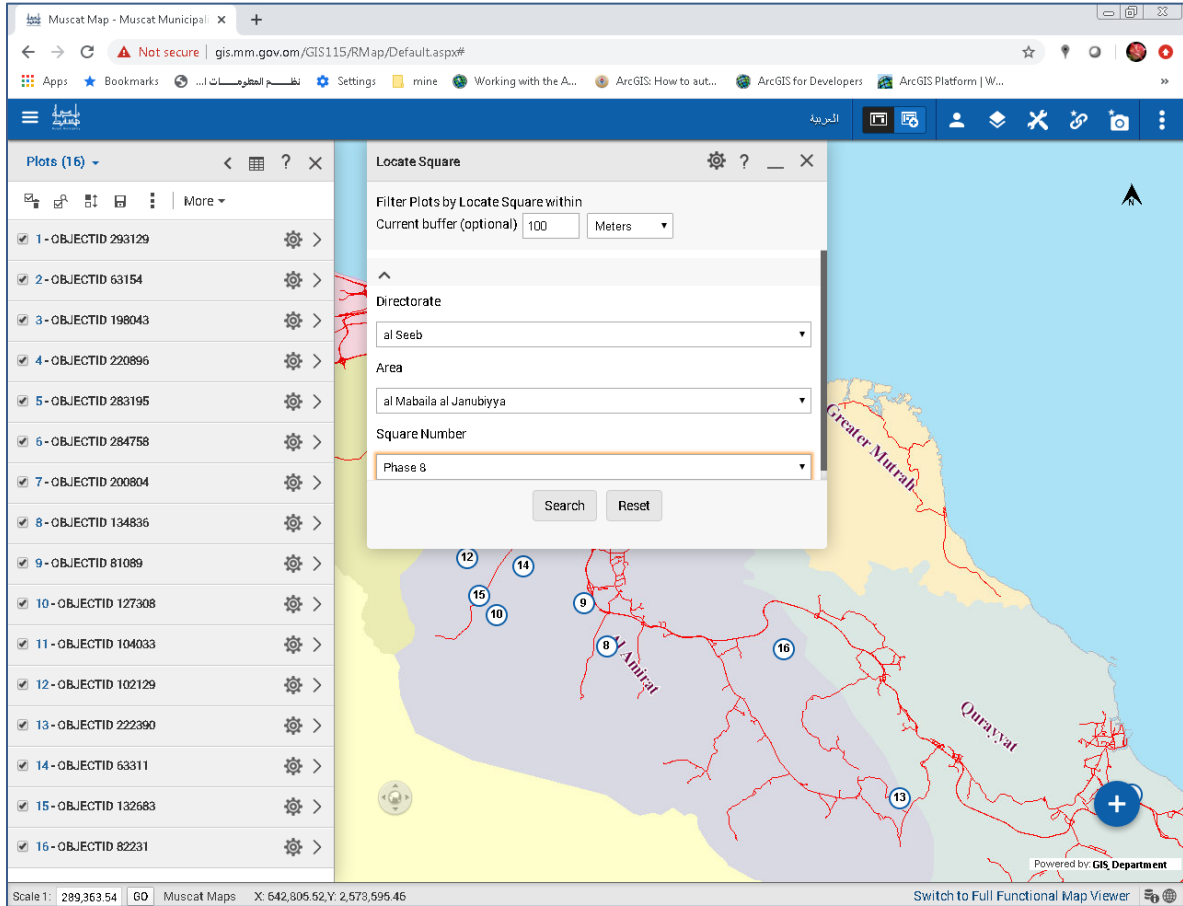 Muscat Map - Muscat Municipali
Not secure | gis.mm.gov.om/GIS115/RMap/Default.aspx#
Apps
Bookmarks
نظـــم المعلومـــات ا...
Settings
mine
Working with the A...
ArcGIS: How to aut...
ArcGIS for Developers
ArcGIS Platform | W...
»
العربية
Plots (16)
More
1 - OBJECTID 293129
2 - OBJECTID 63154
3 - OBJECTID 198043
4 - OBJECTID 220896
5 - OBJECTID 283195
6 - OBJECTID 284758
7 - OBJECTID 200804
8 - OBJECTID 134836
9 - OBJECTID 81089
10 - OBJECTID 127308
11 - OBJECTID 104033
12 - OBJECTID 102129
13 - OBJECTID 222390
14 - OBJECTID 63311
15 - OBJECTID 132683
16 - OBJECTID 82231
Locate Square
Filter Plots by Locate Square within
Current buffer (optional) 100 Meters
Directorate
al Seeb
Area
al Mabaila al Janubiyya
Square Number
Phase 8
Search Reset
N
Greater Mutrah
12
14
15
10
9
8
Al Amirat
16
Qurayyat
13
Powered by: GIS_Department
Scale 1: 289,363.54 GO Muscat Maps X: 642,805.52,Y: 2,573,595.46
Switch to Full Functional Map Viewer